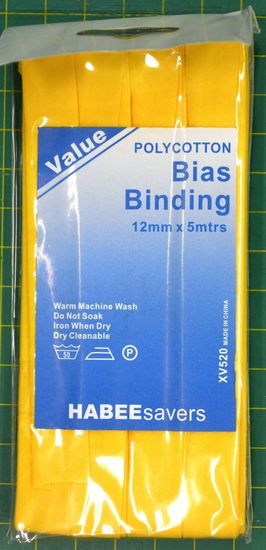 Value
POLYCOTTON
Bias
Binding
12mm x 5mtrs
Warm Machine Wash
Do Not Soak
Iron When Dry
Dry Cleanable
50
P
XV520 MADE IN CHINA
HABEEsavers